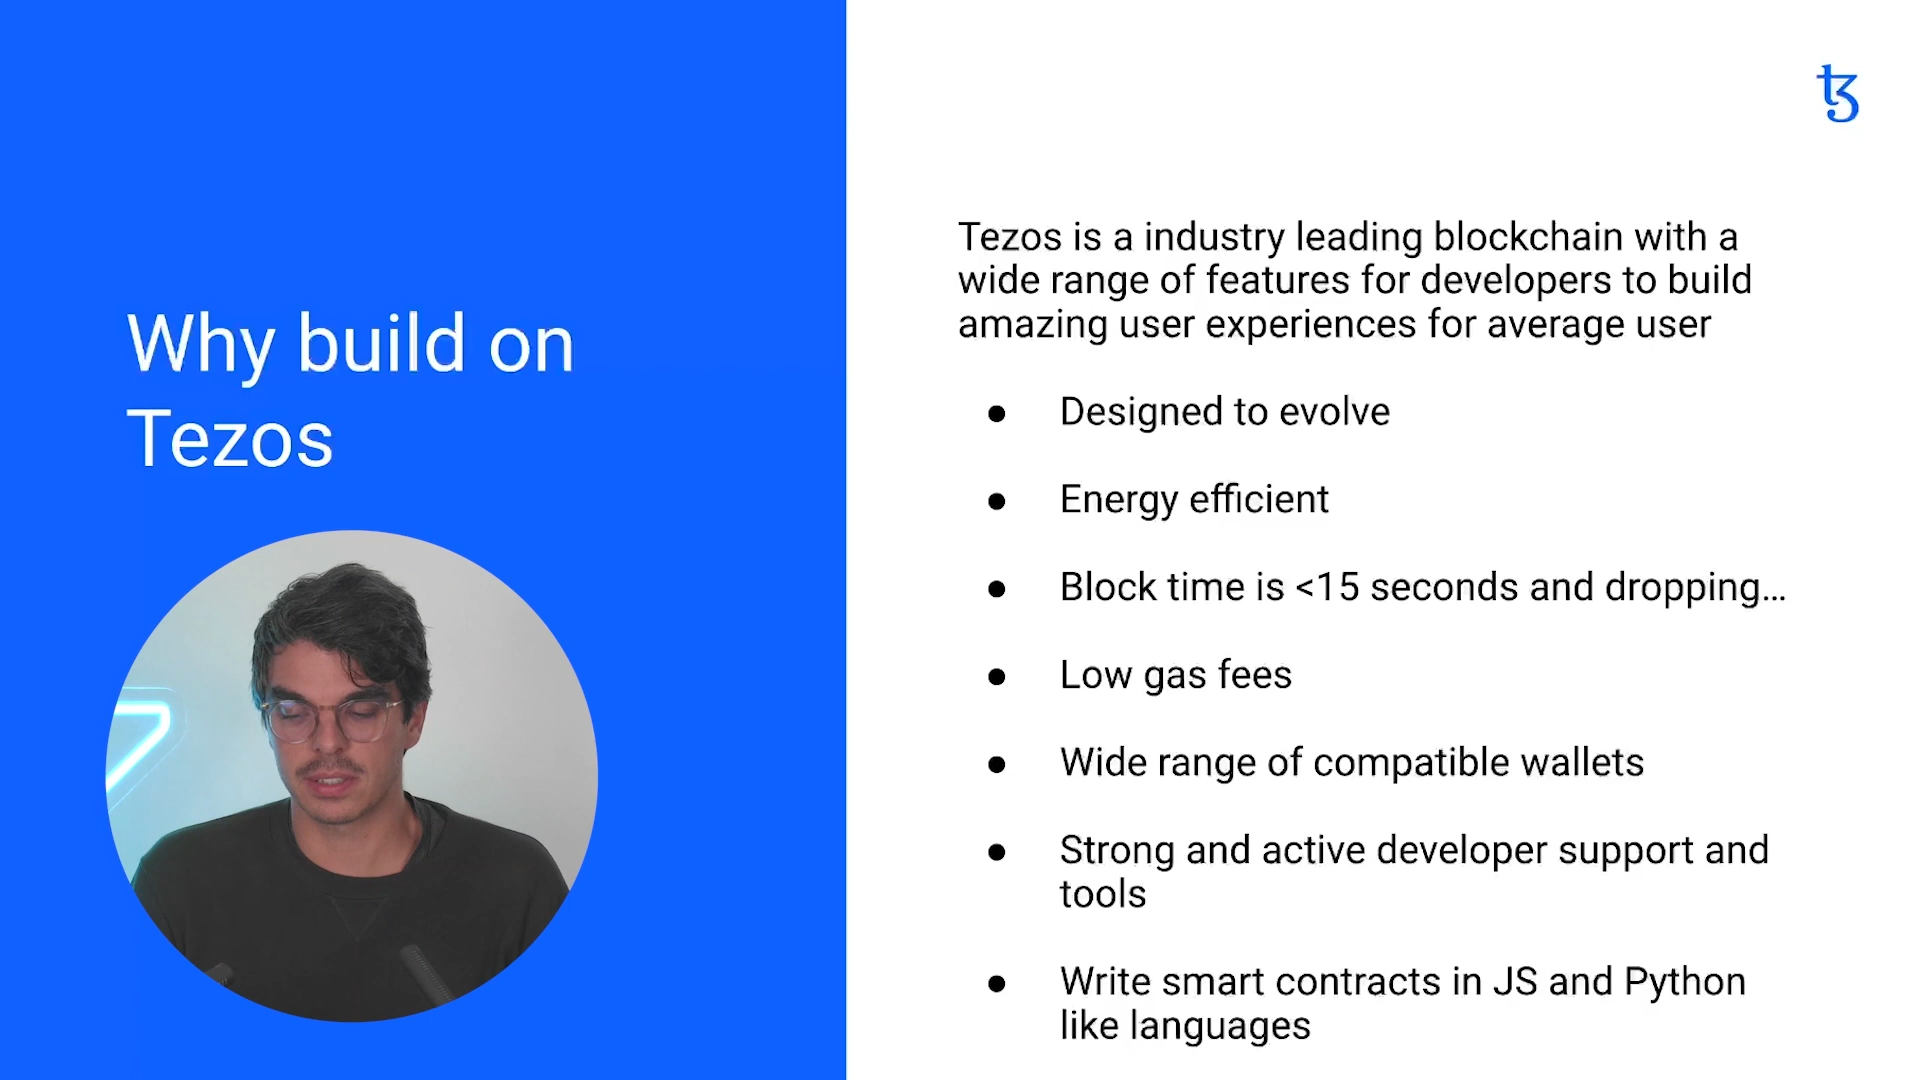 Why build on
Tezos
Tezos is a industry leading blockchain with a
wide range of features for developers to build
amazing user experiences for average user
● Designed to evolve
● Energy efficient
● Block time is <15 seconds and dropping…
● Low gas fees
● Wide range of compatible wallets
● Strong and active developer support and
tools
● Write smart contracts in JS and Python
like languages